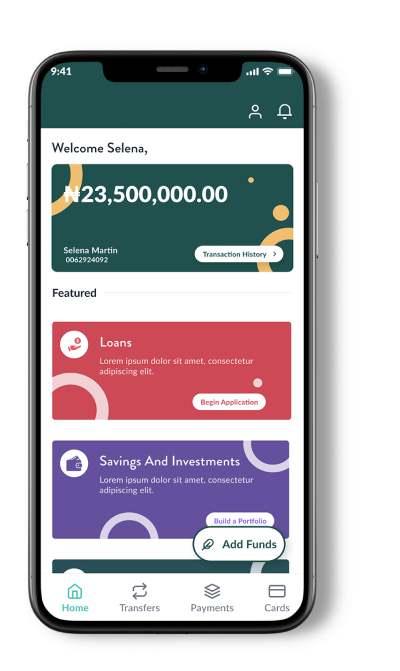 9:41
Welcome Selena,
₦23,500,000.00
Selena Martin
0062924092
Transaction History
Featured
Loans
Lorem ipsum dolor sit amet, consectetur
adipiscing elit.
Begin Application
Savings And Investments
Lorem ipsum dolor sit amet, consectetur
adipiscing elit.
Build a Portfolio
Add Funds
Home
Transfers
Payments
Cards